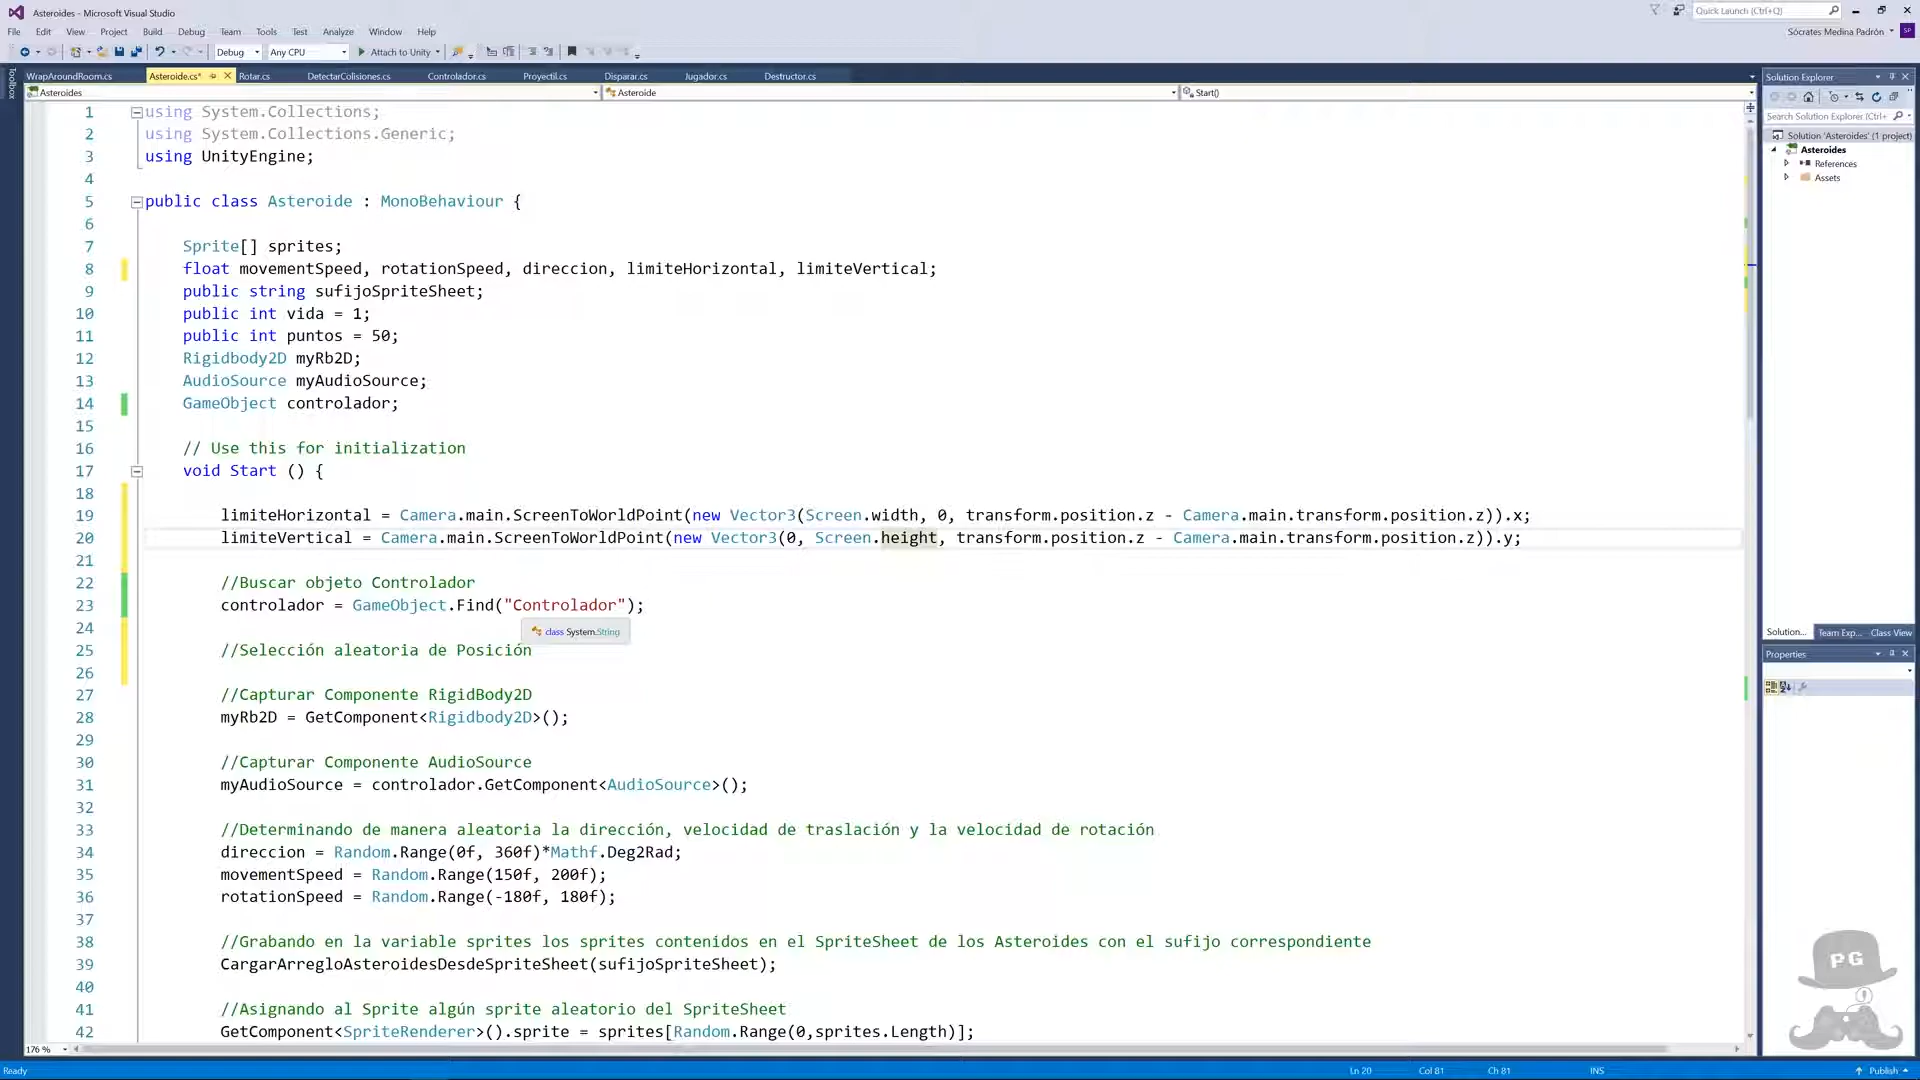 Asteroides - Microsoft Visual Studio
Quick Launch (Ctrl+Q)
File Edit View Project Build Debug Team Tools Test Analyze Window Help
Sócrates Medina Padrón
SP
Debug Any CPU Attach to Unity
WrapAroundRoom.cs Asteroide.cs* Rotar.cs DetectarColisiones.cs Controlador.cs Proyectil.cs Disparar.cs Jugador.cs Destructor.cs
Toolbox
Asteroides Asteroide Start()
1 using System.Collections;
2 using System.Collections.Generic;
3 using UnityEngine;
4
5 public class Asteroide : MonoBehaviour {
6
7 Sprite[] sprites;
8 float movementSpeed, rotationSpeed, direccion, limiteHorizontal, limiteVertical;
9 public string sufijoSpriteSheet;
10 public int vida = 1;
11 public int puntos = 50;
12 Rigidbody2D myRb2D;
13 AudioSource myAudioSource;
14 GameObject controlador;
15
16 // Use this for initialization
17 void Start () {
18
19 limiteHorizontal = Camera.main.ScreenToWorldPoint(new Vector3(Screen.width, 0, transform.position.z - Camera.main.transform.position.z)).x;
20 limiteVertical = Camera.main.ScreenToWorldPoint(new Vector3(0, Screen.height, transform.position.z - Camera.main.transform.position.z)).y;
21
22 //Buscar objeto Controlador
23 controlador = GameObject.Find("Controlador");
24
class System.String
25 //Selección aleatoria de Posición
26
27 //Capturar Componente RigidBody2D
28 myRb2D = GetComponent<Rigidbody2D>();
29
30 //Capturar Componente AudioSource
31 myAudioSource = controlador.GetComponent<AudioSource>();
32
33 //Determinando de manera aleatoria la dirección, velocidad de traslación y la velocidad de rotación
34 direccion = Random.Range(0f, 360f)*Mathf.Deg2Rad;
35 movementSpeed = Random.Range(150f, 200f);
36 rotationSpeed = Random.Range(-180f, 180f);
37
38 //Grabando en la variable sprites los sprites contenidos en el SpriteSheet de los Asteroides con el sufijo correspondiente
39 CargarArregloAsteroidesDesdeSpriteSheet(sufijoSpriteSheet);
40
41 //Asignando al Sprite algún sprite aleatorio del SpriteSheet
42 GetComponent<SpriteRenderer>().sprite = sprites[Random.Range(0,sprites.Length)];
176 %
Solution Explorer
Search Solution Explorer (Ctrl+
Solution 'Asteroides' (1 project)
Asteroides
References
Assets
Solution... Team Exp... Class View
Properties
PG
Ready Ln 20 Col 81 Ch 81 INS Publish